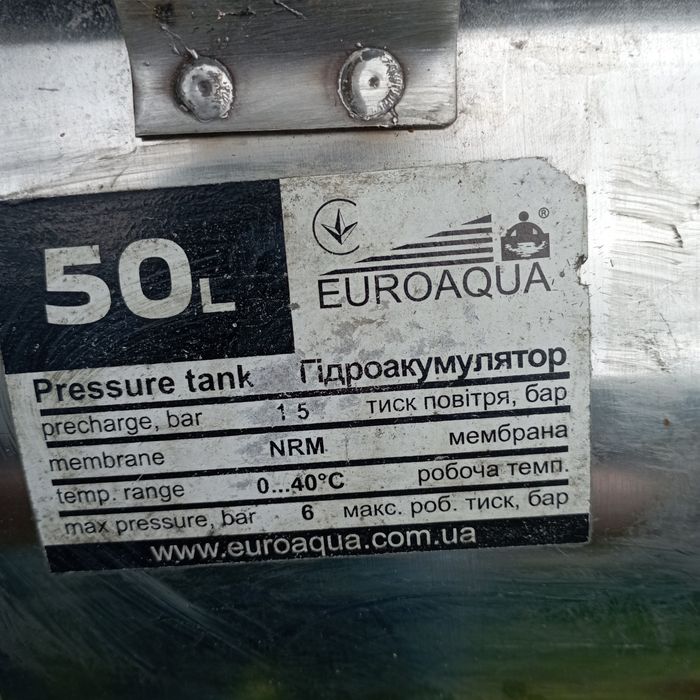 50L
®
EUROAQUA
Pressure tank Гідроакумулятор
precharge, bar 1 5 тиск повітря, бар
membrane NRM мембрана
temp. range 0...40°C робоча темп.
max pressure, bar 6 макс. роб. тиск, бар
www.euroaqua.com.ua